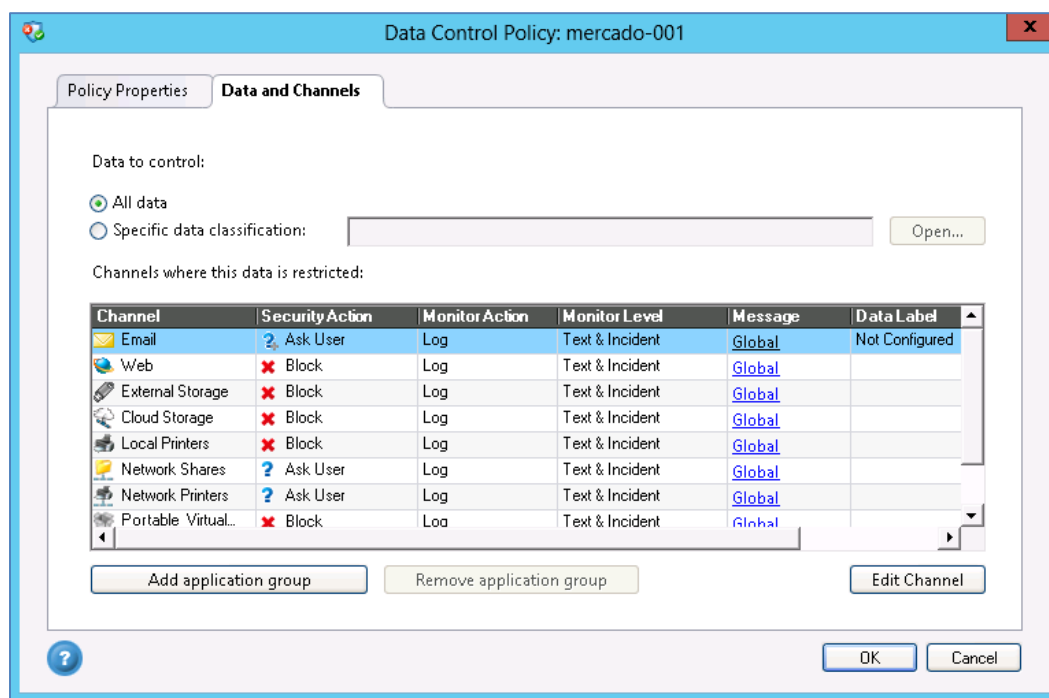 Data Control Policy: mercado-001
x
Policy Properties Data and Channels
Data to control:
All data
Specific data classification: Open...
Channels where this data is restricted:
Channel Security Action Monitor Action Monitor Level Message Data Label
Email ? Ask User Log Text & Incident Global Not Configured
Web Block Log Text & Incident Global
External Storage Block Log Text & Incident Global
Cloud Storage Block Log Text & Incident Global
Local Printers Block Log Text & Incident Global
Network Shares ? Ask User Log Text & Incident Global
Network Printers ? Ask User Log Text & Incident Global
Portable Virtual... Block Log Text & Incident Global
Add application group Remove application group Edit Channel
? OK Cancel